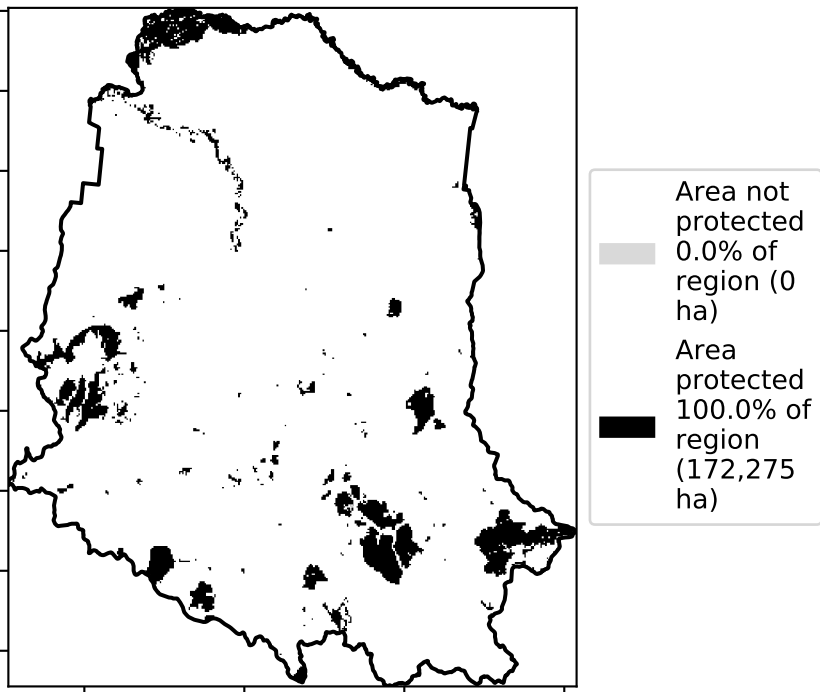 Area not
protected
0.0% of
region (0
ha)
Area
protected
100.0% of
region
(172,275
ha)